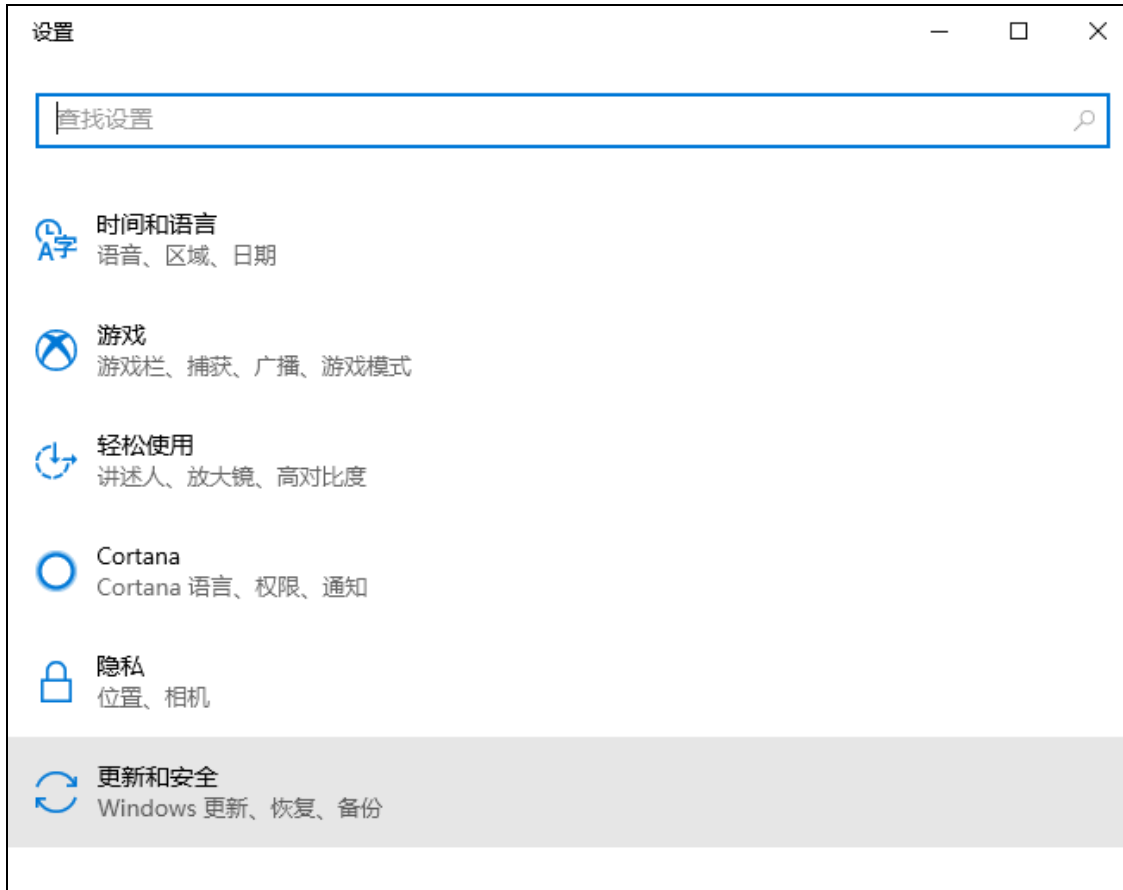 设置
查找设置
时间和语言
语音、区域、日期
游戏
游戏栏、捕获、广播、游戏模式
轻松使用
讲述人、放大镜、高对比度
Cortana
Cortana 语言、权限、通知
隐私
位置、相机
更新和安全
Windows 更新、恢复、备份